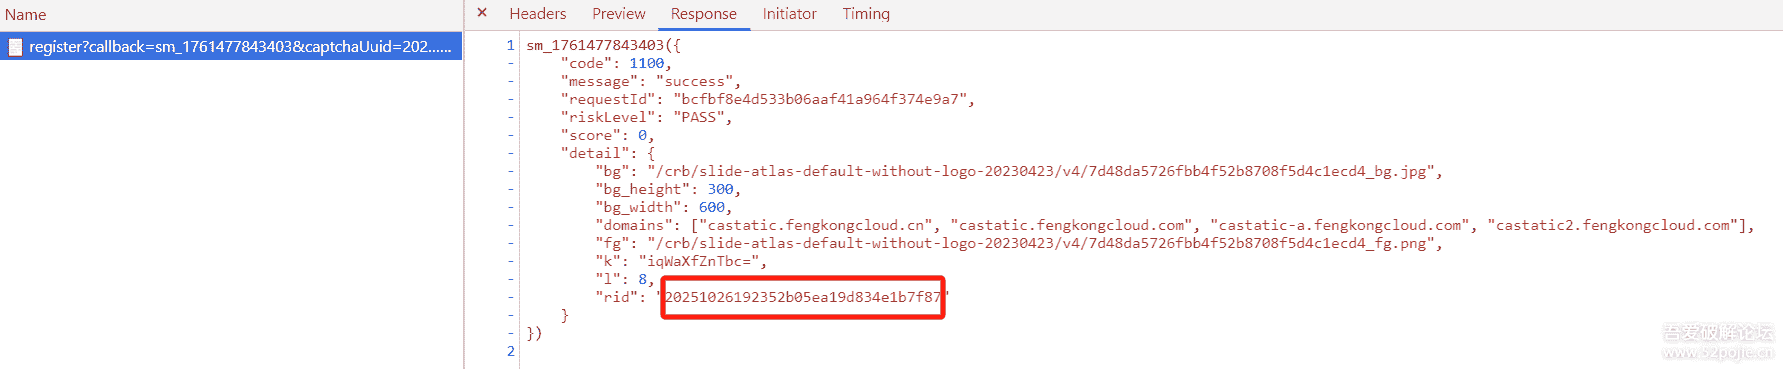 Name
× Headers Preview Response Initiator Timing
register?callback=sm_1761477843403&captchaUuid=202......
1 sm_1761477843403({
- "code": 1100,
- "message": "success",
- "requestId": "bcfbf8e4d533b06aaf41a964f374e9a7",
- "riskLevel": "PASS",
- "score": 0,
- "detail": {
- "bg": "/crb/slide-atlas-default-without-logo-20230423/v4/7d48da5726fbb4f52b8708f5d4c1ecd4_bg.jpg",
- "bg_height": 300,
- "bg_width": 600,
- "domains": ["castatic.fengkongcloud.cn", "castatic.fengkongcloud.com", "castatic-a.fengkongcloud.com", "castatic2.fengkongcloud.com"],
- "fg": "/crb/slide-atlas-default-without-logo-20230423/v4/7d48da5726fbb4f52b8708f5d4c1ecd4_fg.png",
- "k": "iqWaXfZnTbc=",
- "l": 8,
- "rid": "20251026192352b05ea19d834e1b7f87"
- }
- })
2
吾爱破解论坛
www.52pojie.cn